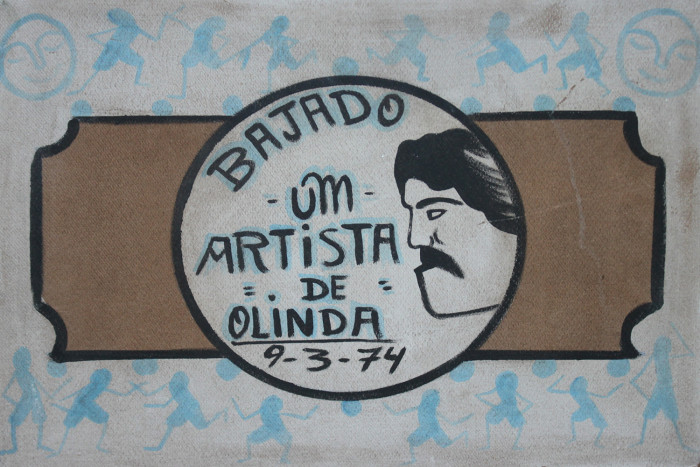 BAJADO
- UM -
ARTISTA
= DE =
OLINDA
9-3-74